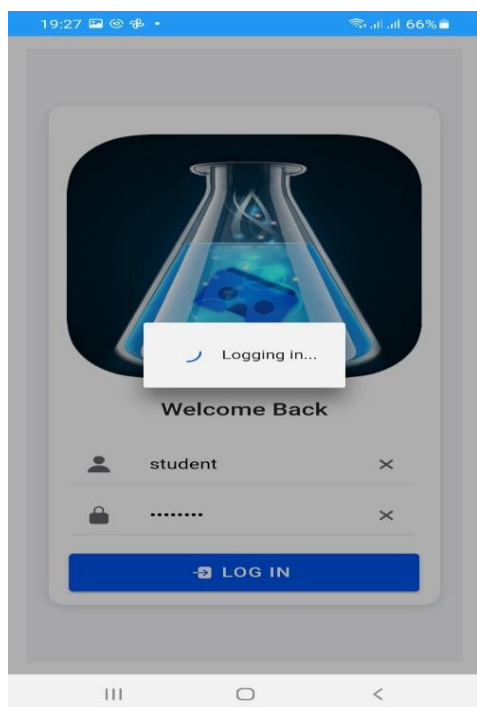 19:27 66%
Logging in...
Welcome Back
student
••••••••
LOG IN